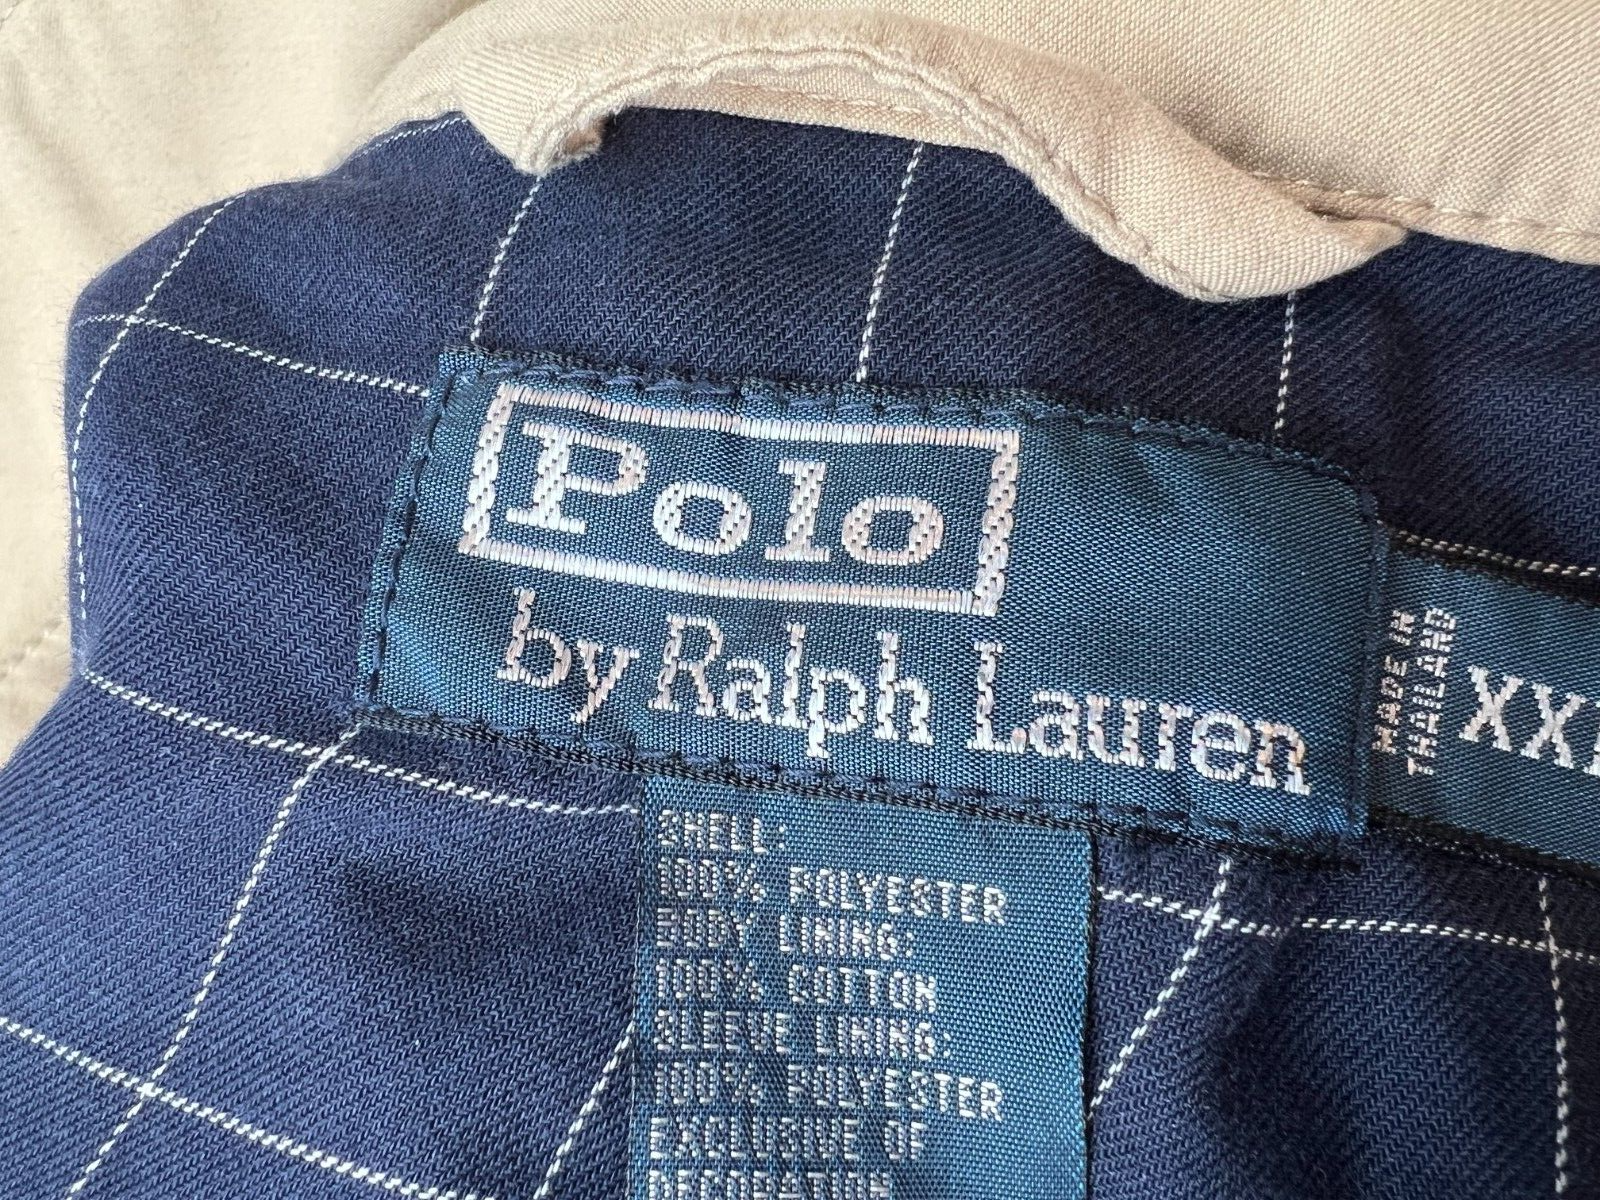 Polo
by Ralph Lauren
MADE IN
THAILAND
SHELL:
100% POLYESTER
BODY LINING:
100% COTTON
SLEEVE LINING:
100% POLYESTER
EXCLUSIVE OF
DECORATION